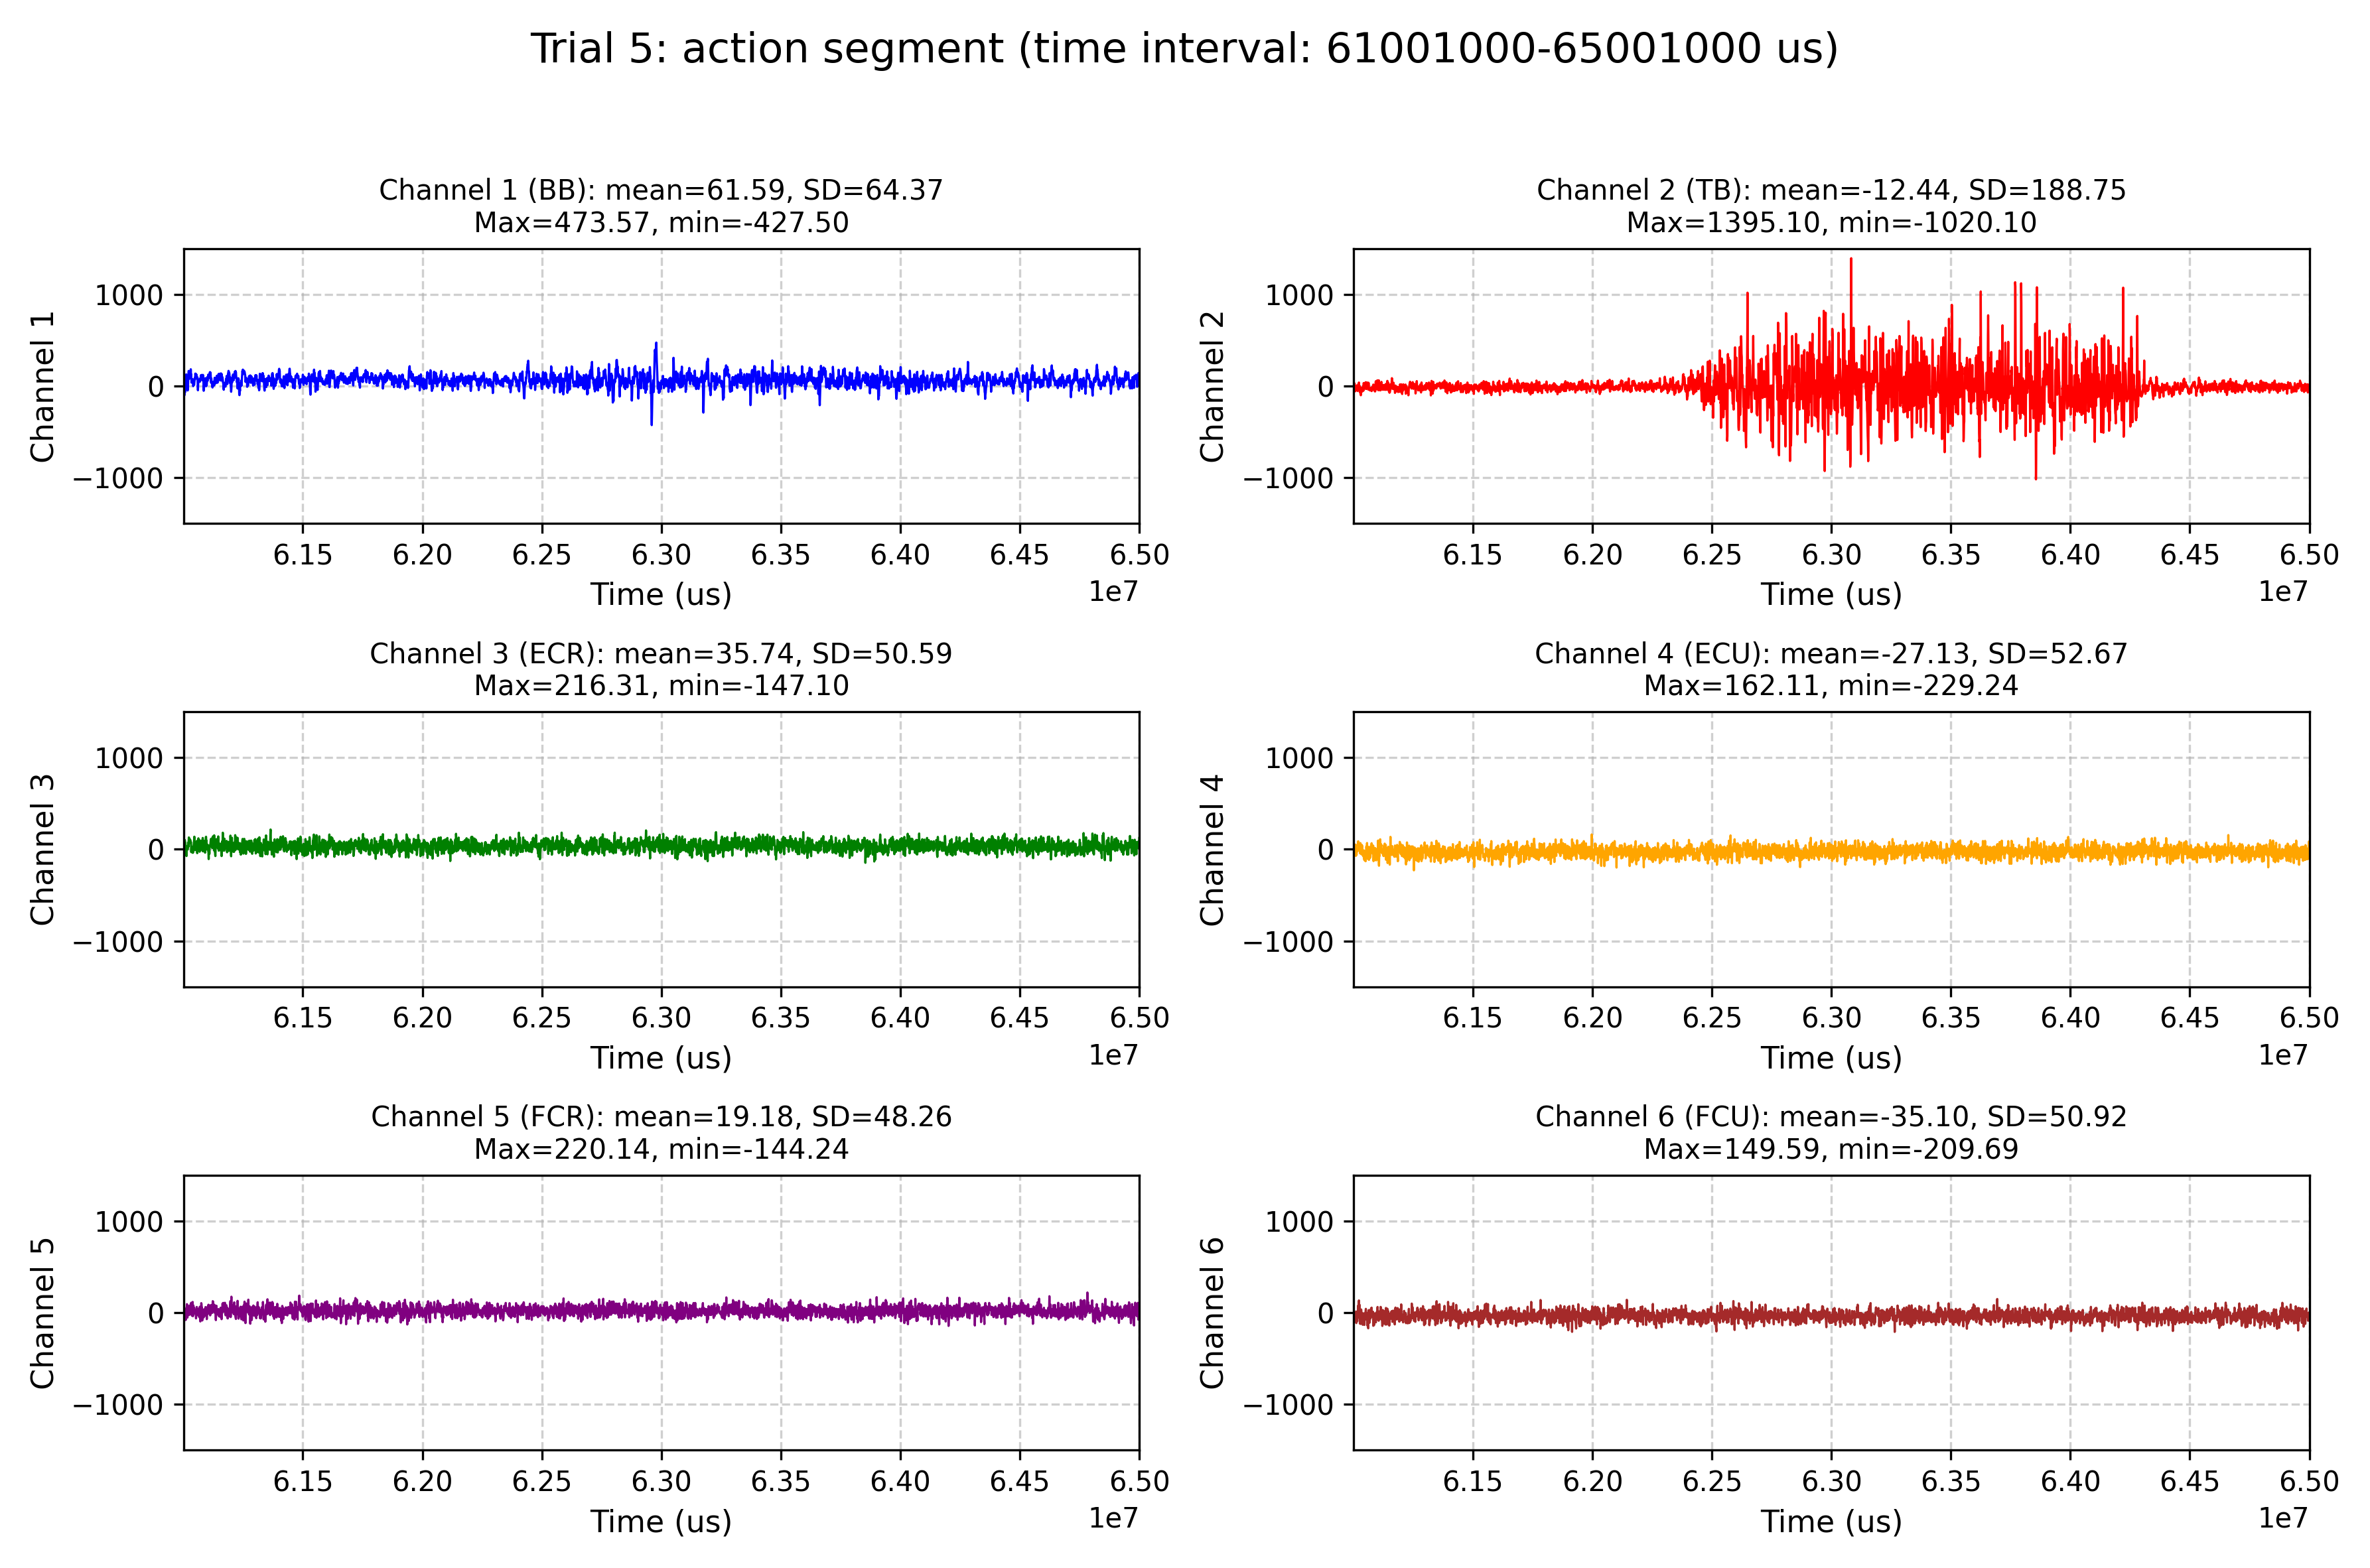 Trial 5: action segment (time interval: 61001000-65001000 us)
Channel 1 (BB): mean=61.59, SD=64.37
Max=473.57, min=-427.50
Channel 1
1000
0
−1000
6.15 6.20 6.25 6.30 6.35 6.40 6.45 6.50
Time (us)
1e7
Channel 2 (TB): mean=-12.44, SD=188.75
Max=1395.10, min=-1020.10
Channel 2
1000
0
−1000
6.15 6.20 6.25 6.30 6.35 6.40 6.45 6.50
Time (us)
1e7
Channel 3 (ECR): mean=35.74, SD=50.59
Max=216.31, min=-147.10
Channel 3
1000
0
−1000
6.15 6.20 6.25 6.30 6.35 6.40 6.45 6.50
Time (us)
1e7
Channel 4 (ECU): mean=-27.13, SD=52.67
Max=162.11, min=-229.24
Channel 4
1000
0
−1000
6.15 6.20 6.25 6.30 6.35 6.40 6.45 6.50
Time (us)
1e7
Channel 5 (FCR): mean=19.18, SD=48.26
Max=220.14, min=-144.24
Channel 5
1000
0
−1000
6.15 6.20 6.25 6.30 6.35 6.40 6.45 6.50
Time (us)
1e7
Channel 6 (FCU): mean=-35.10, SD=50.92
Max=149.59, min=-209.69
Channel 6
1000
0
−1000
6.15 6.20 6.25 6.30 6.35 6.40 6.45 6.50
Time (us)
1e7